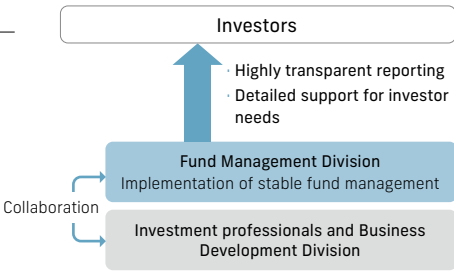 Investors
· Highly transparent reporting
· Detailed support for investor
needs
Fund Management Division
Implementation of stable fund management
Collaboration
Investment professionals and Business
Development Division